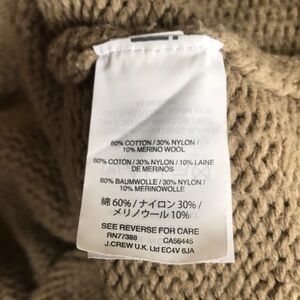 60% COTTON / 30% NYLON /
10% MERINO WOOL
60% COTON / 30% NYLON / 10% LAINE
DE MERINOS
60% BAUMWOLLE / 30% NYLON /
10% MERINOWOLLE
綿 60% / ナイロン 30% /
メリノウール 10%
SEE REVERSE FOR CARE
RN77388 CA56445
J.CREW U.K. Ltd EC4V 6JA